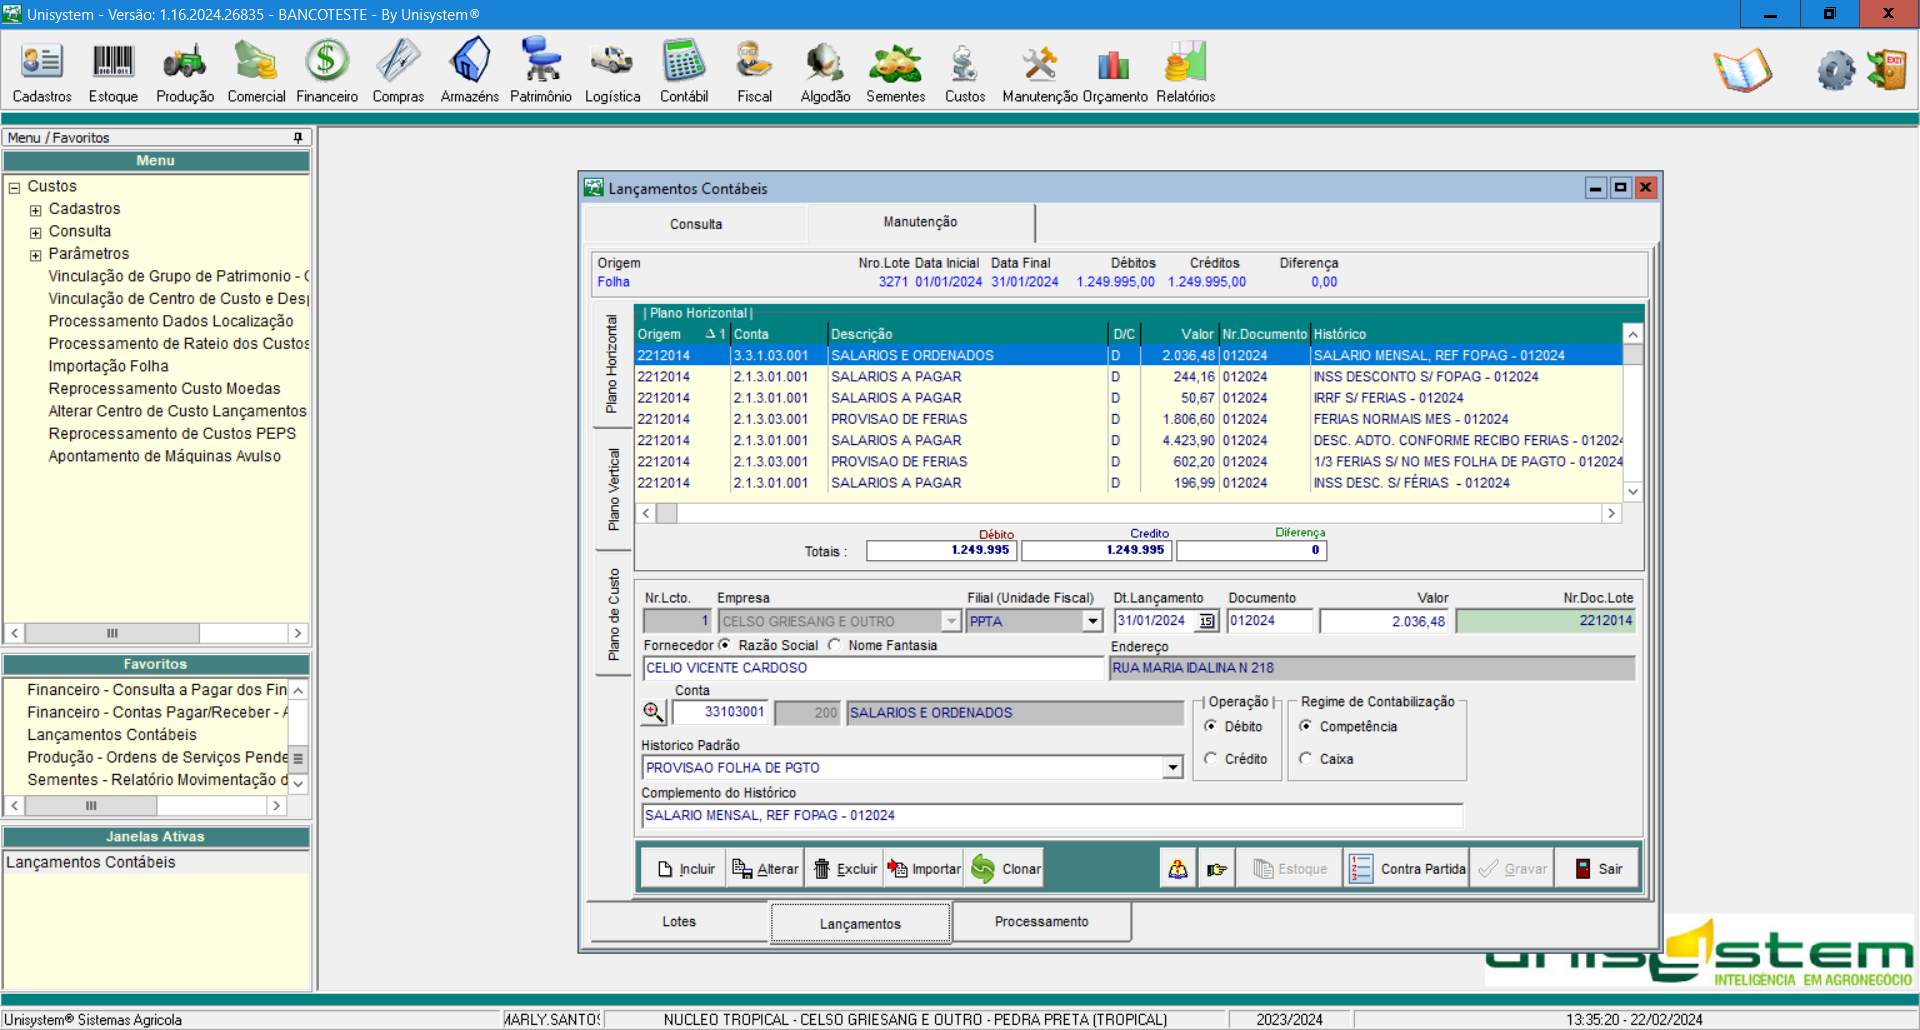 Unisystem - Versão: 1.16.2024.26835 - BANCOTESTE - By Unisystem®
Cadastros Estoque Produção Comercial Financeiro Compras Armazéns Patrimônio Logística Contábil Fiscal Algodão Sementes Custos Manutenção Orçamento Relatórios
EXIT
Menu / Favoritos
Menu
Custos
Cadastros
Consulta
Parâmetros
Vinculação de Grupo de Patrimonio -
Vinculação de Centro de Custo e Desp
Processamento Dados Localização
Processamento de Rateio dos Custos
Importação Folha
Reprocessamento Custo Moedas
Alterar Centro de Custo Lançamentos
Reprocessamento de Custos PEPS
Apontamento de Máquinas Avulso
Favoritos
Financeiro - Consulta a Pagar dos Fin
Financeiro - Contas Pagar/Receber -
Lançamentos Contábeis
Produção - Ordens de Serviços Pende
Sementes - Relatório Movimentação d
Janelas Ativas
Lançamentos Contábeis
Lançamentos Contábeis
Consulta Manutenção
Origem Nro.Lote Data Inicial Data Final Débitos Créditos Diferença
Folha 3271 01/01/2024 31/01/2024 1.249.995,00 1.249.995,00 0,00
Plano Horizontal
Plano Vertical
Plano de Custo
| Plano Horizontal |
Origem 1 Conta Descrição D/C Valor Nr.Documento Histórico
2212014 3.3.1.03.001 SALARIOS E ORDENADOS D 2.036,48 012024 SALARIO MENSAL, REF FOPAG - 012024
2212014 2.1.3.01.001 SALARIOS A PAGAR D 244,16 012024 INSS DESCONTO S/ FOPAG - 012024
2212014 2.1.3.01.001 SALARIOS A PAGAR D 50,67 012024 IRRF S/ FERIAS - 012024
2212014 2.1.3.03.001 PROVISAO DE FERIAS D 1.806,60 012024 FERIAS NORMAIS MES - 012024
2212014 2.1.3.01.001 SALARIOS A PAGAR D 4.423,90 012024 DESC. ADTO. CONFORME RECIBO FERIAS - 012024
2212014 2.1.3.03.001 PROVISAO DE FERIAS D 602,20 012024 1/3 FERIAS S/ NO MES FOLHA DE PAGTO - 012024
2212014 2.1.3.01.001 SALARIOS A PAGAR D 196,99 012024 INSS DESC. S/ FÉRIAS - 012024
Débito Credito Diferença
Totais : 1.249.995 1.249.995 0
Nr.Lcto. Empresa Filial (Unidade Fiscal) Dt.Lançamento Documento Valor Nr.Doc.Lote
1 CELSO GRIESANG E OUTRO PPTA 31/01/2024 15 012024 2.036,48 2212014
Fornecedor Razão Social Nome Fantasia Endereço
CELIO VICENTE CARDOSO RUA MARIA IDALINA N 218
Conta | Operação | Regime de Contabilização
33103001 200 SALARIOS E ORDENADOS
Débito Competência
Historico Padrão
PROVISAO FOLHA DE PGTO
Crédito Caixa
Complemento do Histórico
SALARIO MENSAL, REF FOPAG - 012024
Incluir Alterar Excluir Importar Clonar Estoque Contra Partida Gravar Sair
Lotes Lançamentos Processamento
unisystem
INTELIGÊNCIA EM AGRONEGÓCIO
Unisystem® Sistemas Agricola MARLY.SANTOS NUCLEO TROPICAL - CELSO GRIESANG E OUTRO - PEDRA PRETA (TROPICAL) 2023/2024 13:35:20 - 22/02/2024